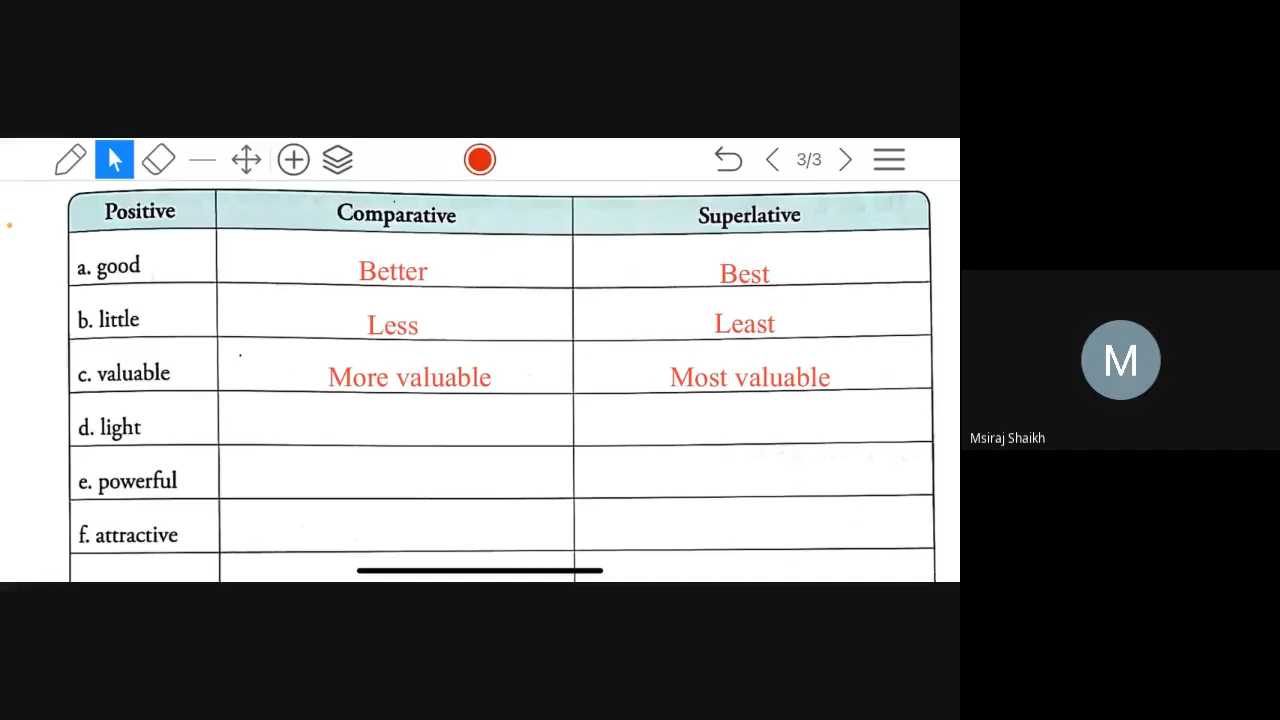 3/3
Positive Comparative Superlative
a. good Better Best
b. little Less Least
c. valuable More valuable Most valuable
d. light
e. powerful
f. attractive
M
Msiraj Shaikh